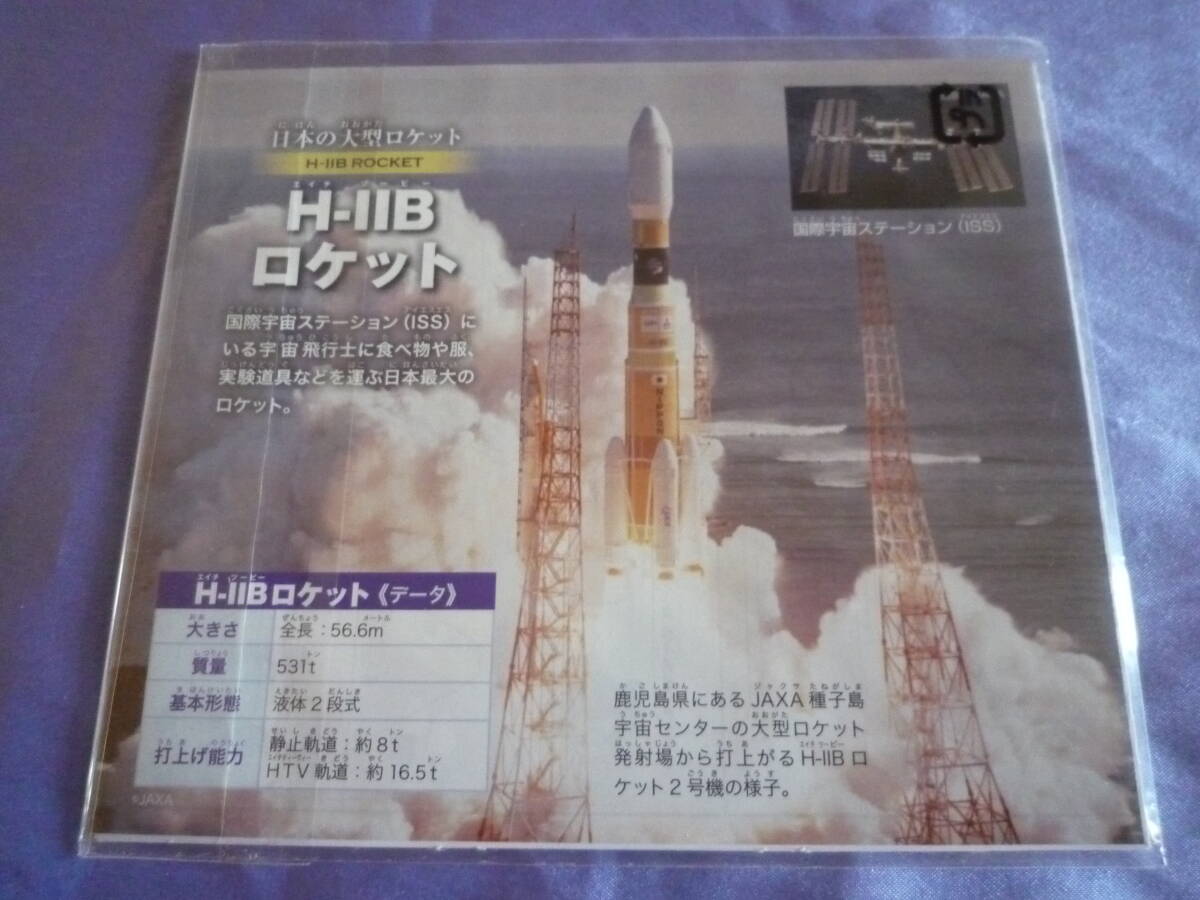 日本の大型ロケット
H-IIB ROCKET
H-IIB
ロケット
国際宇宙ステーション(ISS)に
いる宇宙飛行士に食べ物や服、
実験道具などを運ぶ日本最大の
ロケット。
プラ
国際宇宙ステーション(ISS)
NIPPON
H-IIBロケット《データ》
大きさ 全長:56.6m
質量 531t
基本形態 液体2段式
打上げ能力 静止軌道:約8t
HTV軌道:約16.5t
©JAXA
鹿児島県にあるJAXA種子島
宇宙センターの大型ロケット
発射場から打上がるH-IIBロ
ケット2号機の様子。